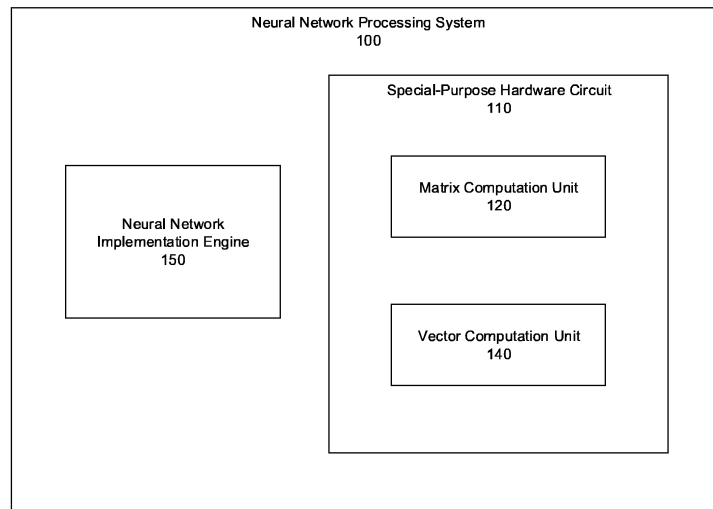 Neural Network Processing System
100
Special-Purpose Hardware Circuit
110
Matrix Computation Unit
120
Neural Network
Implementation Engine
150
Vector Computation Unit
140